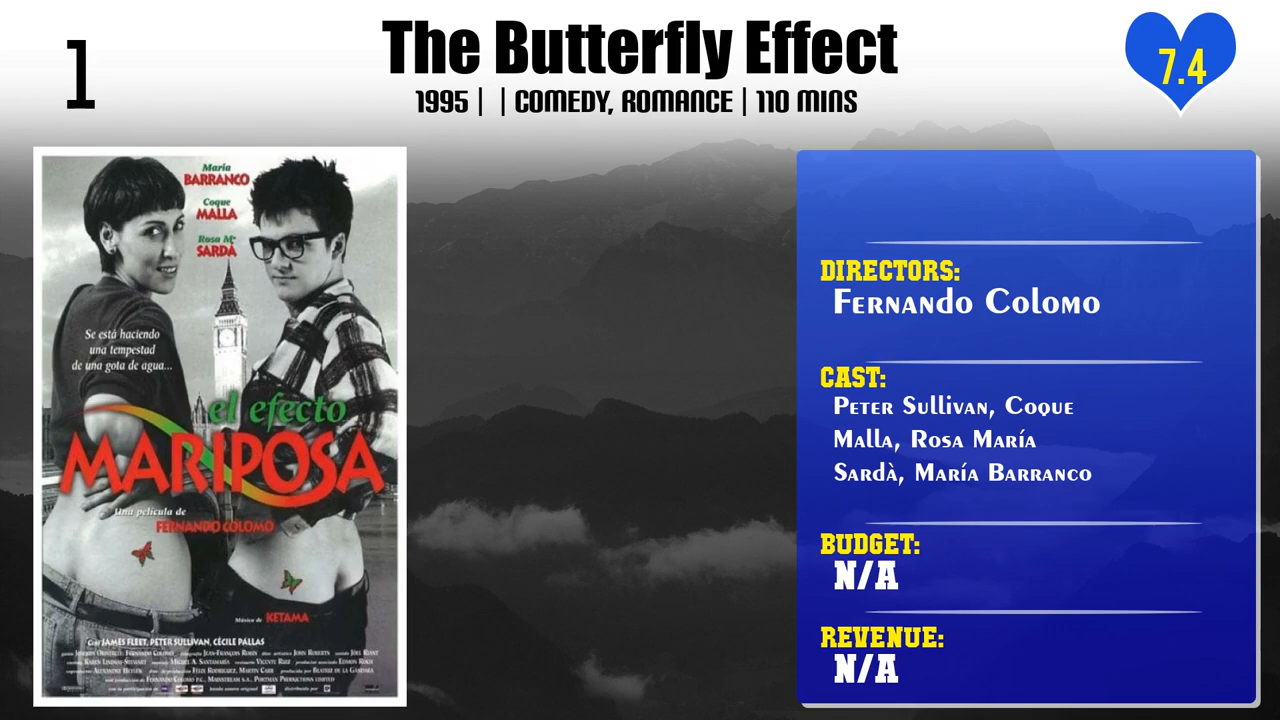 1
The Butterfly Effect
1995 | | COMEDY, ROMANCE | 110 MINS
7.4
María
BARRANCO
Coque
MALLA
Rosa Mª
SARDÀ
Se está haciendo
una tempestad
de una gota de agua...
el efecto
MARIPOSA
Una película de
FERNANDO COLOMO
Música de KETAMA
Con JAMES FLEET, PETER SULLIVAN, CÉCILE PALLAS
DIRECTORS:
Fernando Colomo
CAST:
Peter Sullivan, Coque
Malla, Rosa María
Sardà, María Barranco
BUDGET:
N/A
REVENUE:
N/A